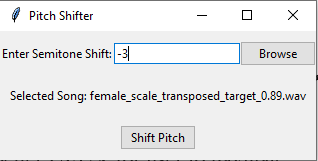 Pitch Shifter
Enter Semitone Shift: -3 Browse
Selected Song: female_scale_transposed_target_0.89.wav
Shift Pitch